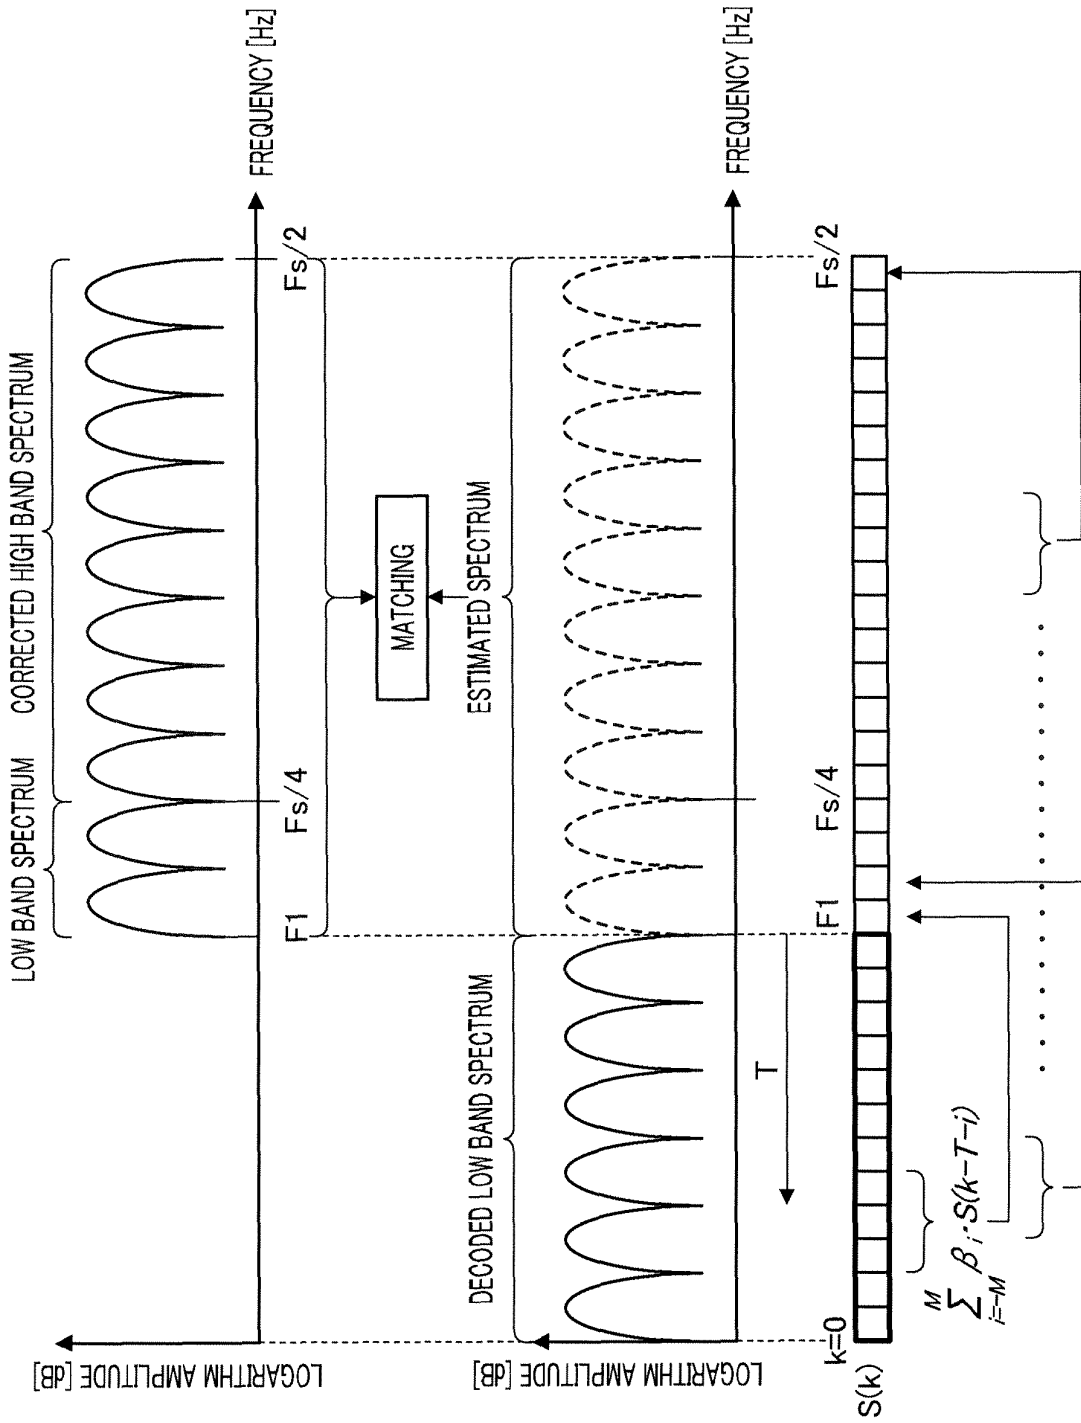 LOGARITHM AMPLITUDE [dB]
LOW BAND SPECTRUM
CORRECTED HIGH BAND SPECTRUM
F1
Fs/4
Fs/2
FREQUENCY [Hz]
MATCHING
LOGARITHM AMPLITUDE [dB]
DECODED LOW BAND SPECTRUM
ESTIMATED SPECTRUM
FREQUENCY [Hz]
T
k=0
F1
Fs/4
Fs/2
S(k)
M
∑ β i・S(k-T-i)
i=-M